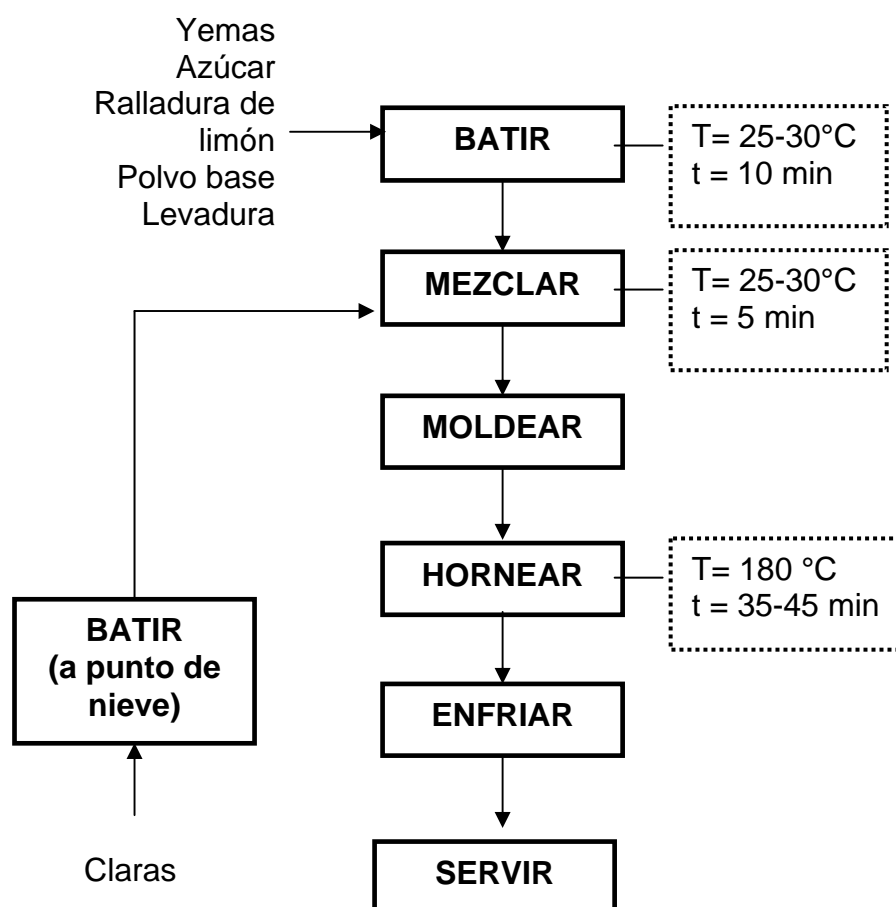 Yemas
Azúcar
Ralladura de
limón
Polvo base
Levadura
BATIR
T= 25-30°C
t = 10 min
MEZCLAR
T= 25-30°C
t = 5 min
MOLDEAR
HORNEAR
T= 180 °C
t = 35-45 min
BATIR
(a punto de
nieve)
ENFRIAR
Claras
SERVIR